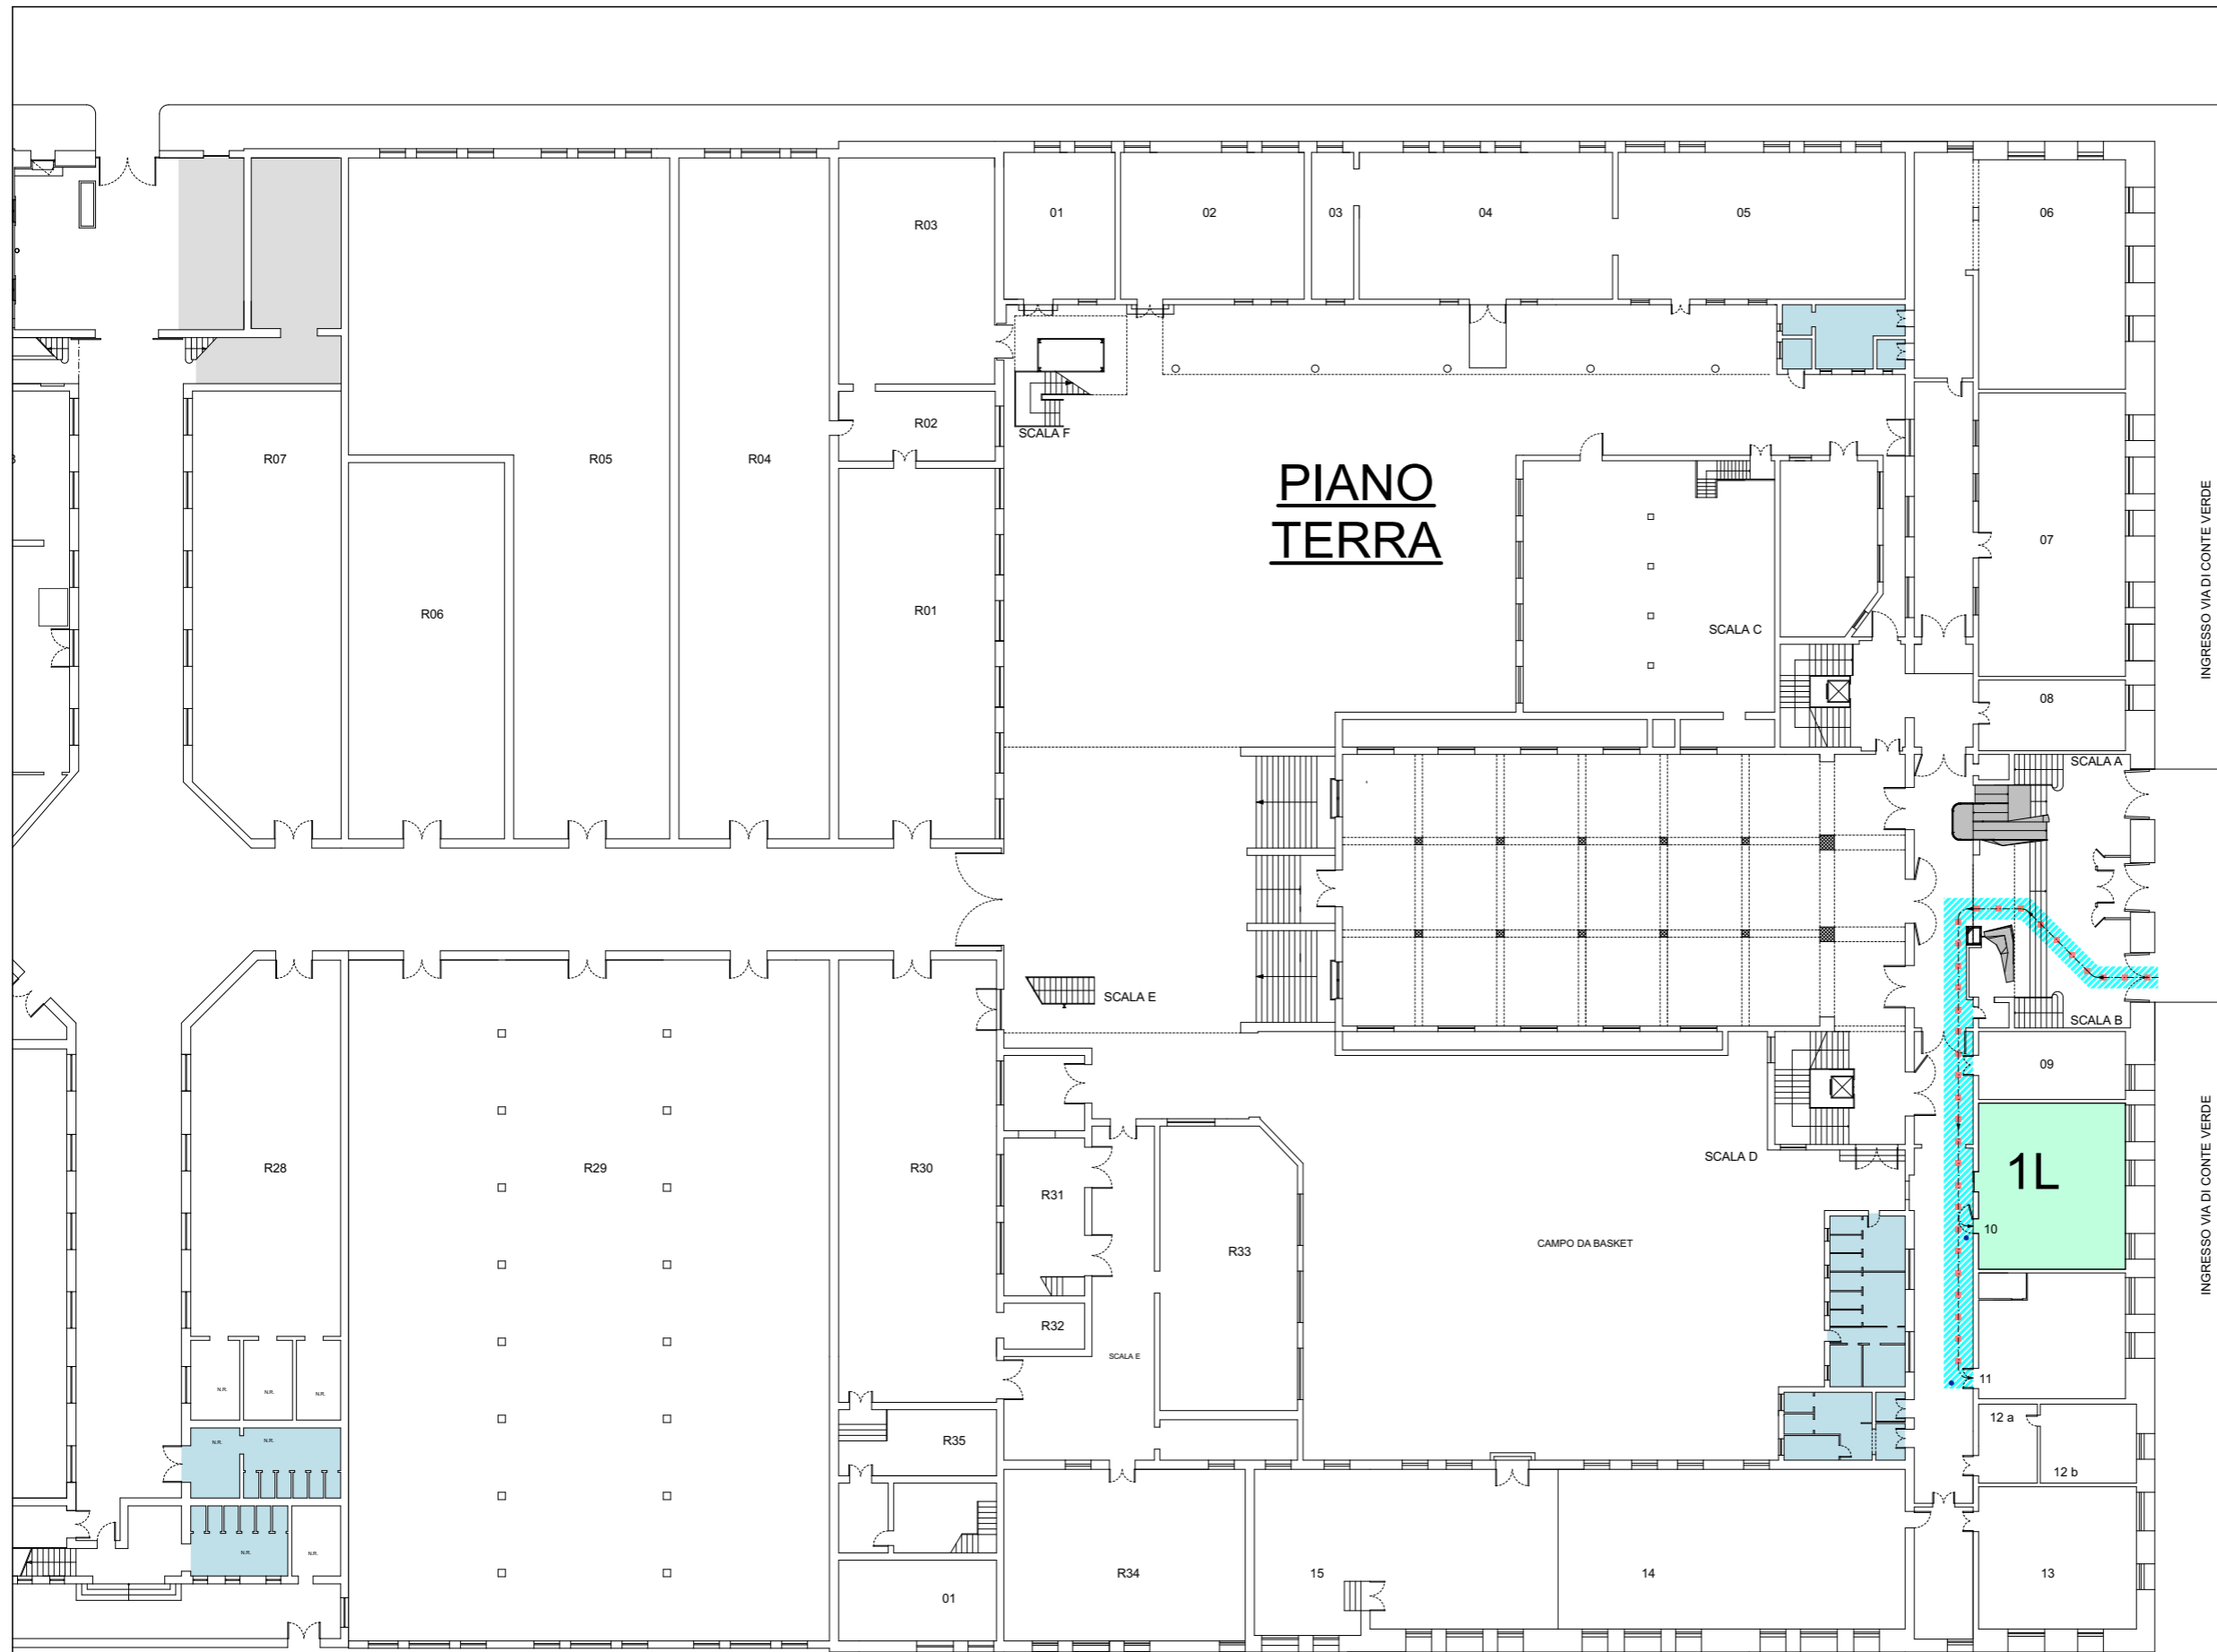 01
02
03
04
05
06
R03
R02
SCALA F
R07
R05
R04
PIANO
TERRA
07
INGRESSO VIA DI CONTE VERDE
R06
R01
SCALA C
08
SCALA A
SCALA E
SCALA B
09
R28
R29
R30
R31
SCALA D
1L
INGRESSO VIA DI CONTE VERDE
R33
CAMPO DA BASKET
10
R32
SCALA E
11
N.R.
N.R.
N.R.
12 a
N.R.
N.R.
R35
12 b
N.R.
N.R.
R34
15
14
13
01